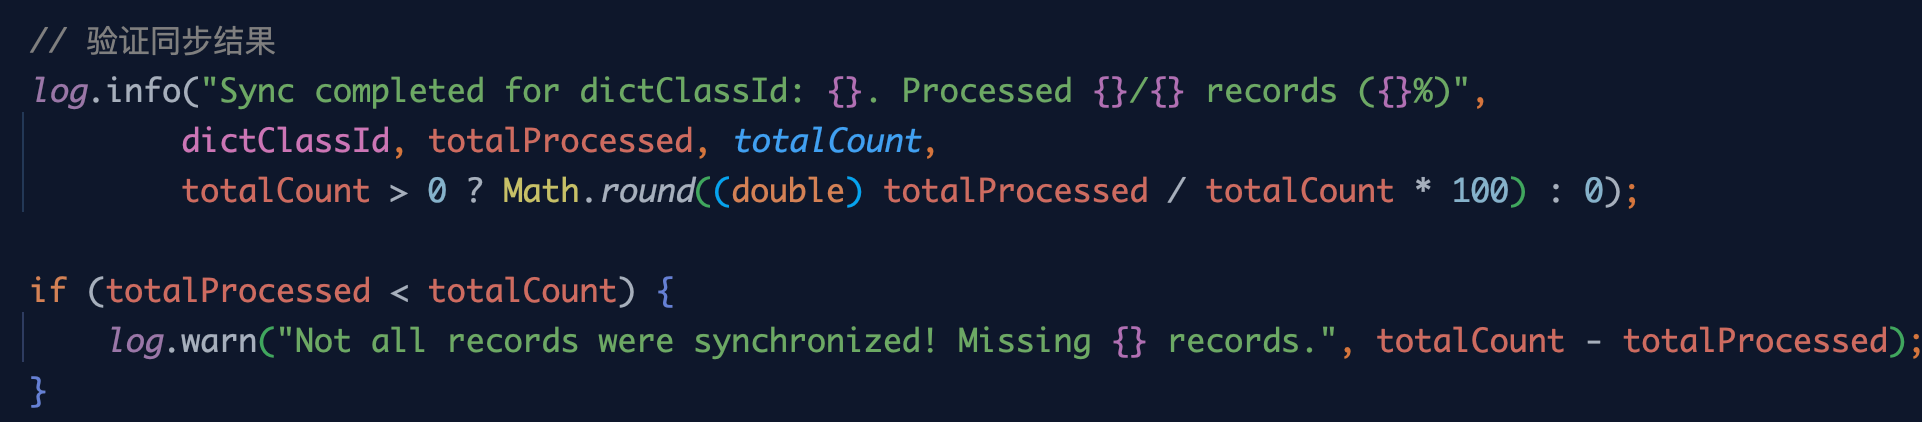 // 验证同步结果
log.info("Sync completed for dictClassId: {}. Processed {}/{} records ({}%)",
        dictClassId, totalProcessed, totalCount,
        totalCount > 0 ? Math.round((double) totalProcessed / totalCount * 100) : 0);

if (totalProcessed < totalCount) {
    log.warn("Not all records were synchronized! Missing {} records.", totalCount - totalProcessed);
}